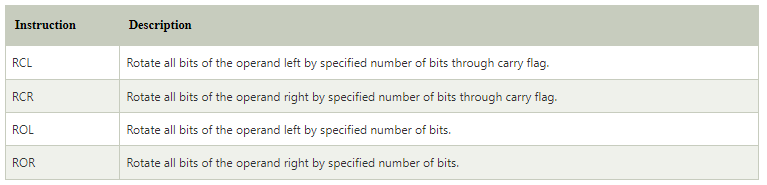 Instruction Description
RCL Rotate all bits of the operand left by specified number of bits through carry flag.
RCR Rotate all bits of the operand right by specified number of bits through carry flag.
ROL Rotate all bits of the operand left by specified number of bits.
ROR Rotate all bits of the operand right by specified number of bits.